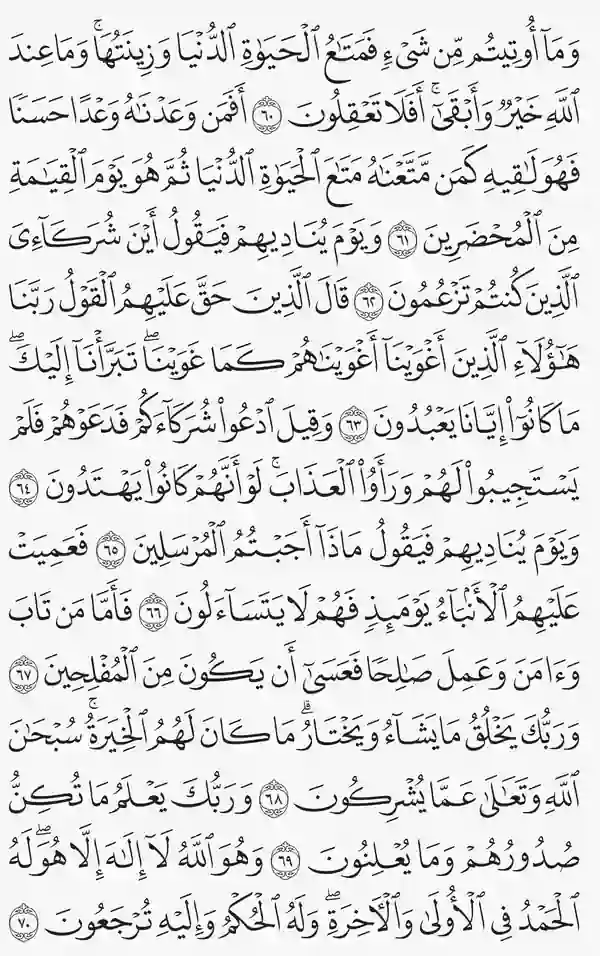 وَمَآ أُوتِيتُم مِّن شَىْءٍ فَمَتَٰعُ ٱلْحَيَوٰةِ ٱلدُّنْيَا وَزِينَتُهَا ۚ وَمَا عِندَ
ٱللَّهِ خَيْرٌ وَأَبْقَىٰٓ ۚ أَفَلَا تَعْقِلُونَ ٦٠ أَفَمَن وَعَدْنَٰهُ وَعْدًا حَسَنًا
فَهُوَ لَٰقِيهِ كَمَن مَّتَّعْنَٰهُ مَتَٰعَ ٱلْحَيَوٰةِ ٱلدُّنْيَا ثُمَّ هُوَ يَوْمَ ٱلْقِيَٰمَةِ
مِنَ ٱلْمُحْضَرِينَ ٦١ وَيَوْمَ يُنَادِيهِمْ فَيَقُولُ أَيْنَ شُرَكَآءِىَ
ٱلَّذِينَ كُنتُمْ تَزْعُمُونَ ٦٢ قَالَ ٱلَّذِينَ حَقَّ عَلَيْهِمُ ٱلْقَوْلُ رَبَّنَا
هَٰٓؤُلَآءِ ٱلَّذِينَ أَغْوَيْنَآ أَغْوَيْنَٰهُمْ كَمَا غَوَيْنَا ۖ تَبَرَّأْنَآ إِلَيْكَ ۖ
مَا كَانُوٓا۟ إِيَّانَا يَعْبُدُونَ ٦٣ وَقِيلَ ٱدْعُوا۟ شُرَكَآءَكُمْ فَدَعَوْهُمْ فَلَمْ
يَسْتَجِيبُوا۟ لَهُمْ وَرَأَوُا۟ ٱلْعَذَابَ ۚ لَوْ أَنَّهُمْ كَانُوا۟ يَهْتَدُونَ ٦٤
وَيَوْمَ يُنَادِيهِمْ فَيَقُولُ مَاذَآ أَجَبْتُمُ ٱلْمُرْسَلِينَ ٦٥ فَعَمِيَتْ
عَلَيْهِمُ ٱلْأَنۢبَآءُ يَوْمَئِذٍ فَهُمْ لَا يَتَسَآءَلُونَ ٦٦ فَأَمَّا مَن تَابَ
وَءَامَنَ وَعَمِلَ صَٰلِحًا فَعَسَىٰٓ أَن يَكُونَ مِنَ ٱلْمُفْلِحِينَ ٦٧
وَرَبُّكَ يَخْلُقُ مَا يَشَآءُ وَيَخْتَارُ ۗ مَا كَانَ لَهُمُ ٱلْخِيَرَةُ ۚ سُبْحَٰنَ
ٱللَّهِ وَتَعَٰلَىٰ عَمَّا يُشْرِكُونَ ٦٨ وَرَبُّكَ يَعْلَمُ مَا تُكِنُّ
صُدُورُهُمْ وَمَا يُعْلِنُونَ ٦٩ وَهُوَ ٱللَّهُ لَآ إِلَٰهَ إِلَّا هُوَ ۖ لَهُ
ٱلْحَمْدُ فِى ٱلْأُولَىٰ وَٱلْءَاخِرَةِ ۖ وَلَهُ ٱلْحُكْمُ وَإِلَيْهِ تُرْجَعُونَ ٧٠